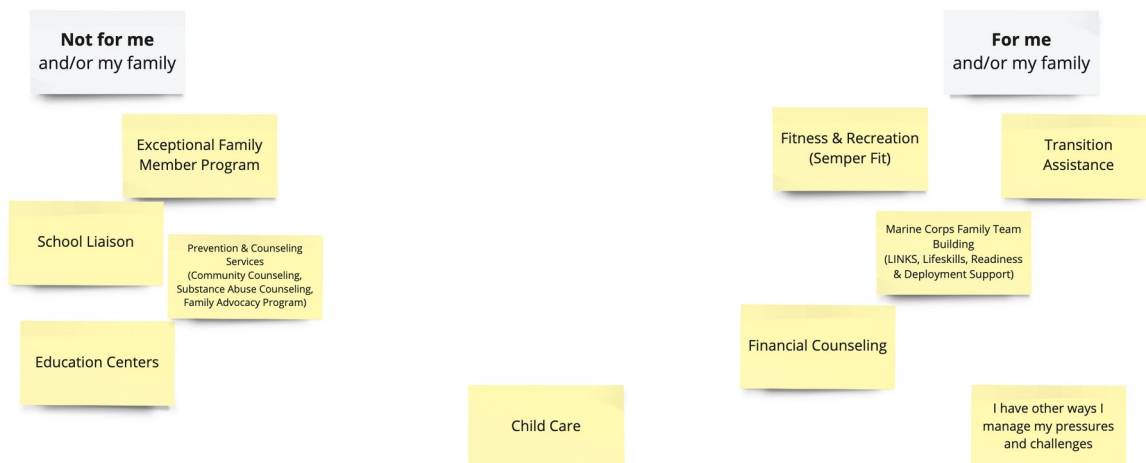 Not for me
and/or my family
For me
and/or my family
Exceptional Family
Member Program
Fitness & Recreation
(Semper Fit)
Transition
Assistance
School Liaison
Prevention & Counseling
Services
(Community Counseling,
Substance Abuse Counseling,
Family Advocacy Program)
Marine Corps Family Team
Building
(LINKS, Lifeskills, Readiness
& Deployment Support)
Education Centers
Financial Counseling
Child Care
I have other ways I
manage my pressures
and challenges